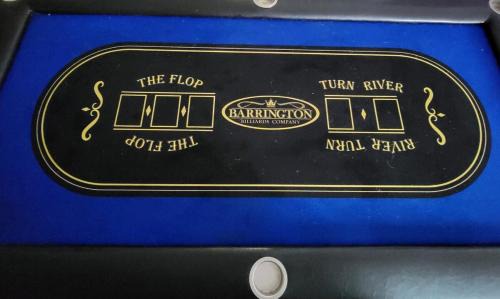 THE FLOP
TURN RIVER
BARRINGTON
BILLIARDS COMPANY
THE FLOP
RIVER TURN